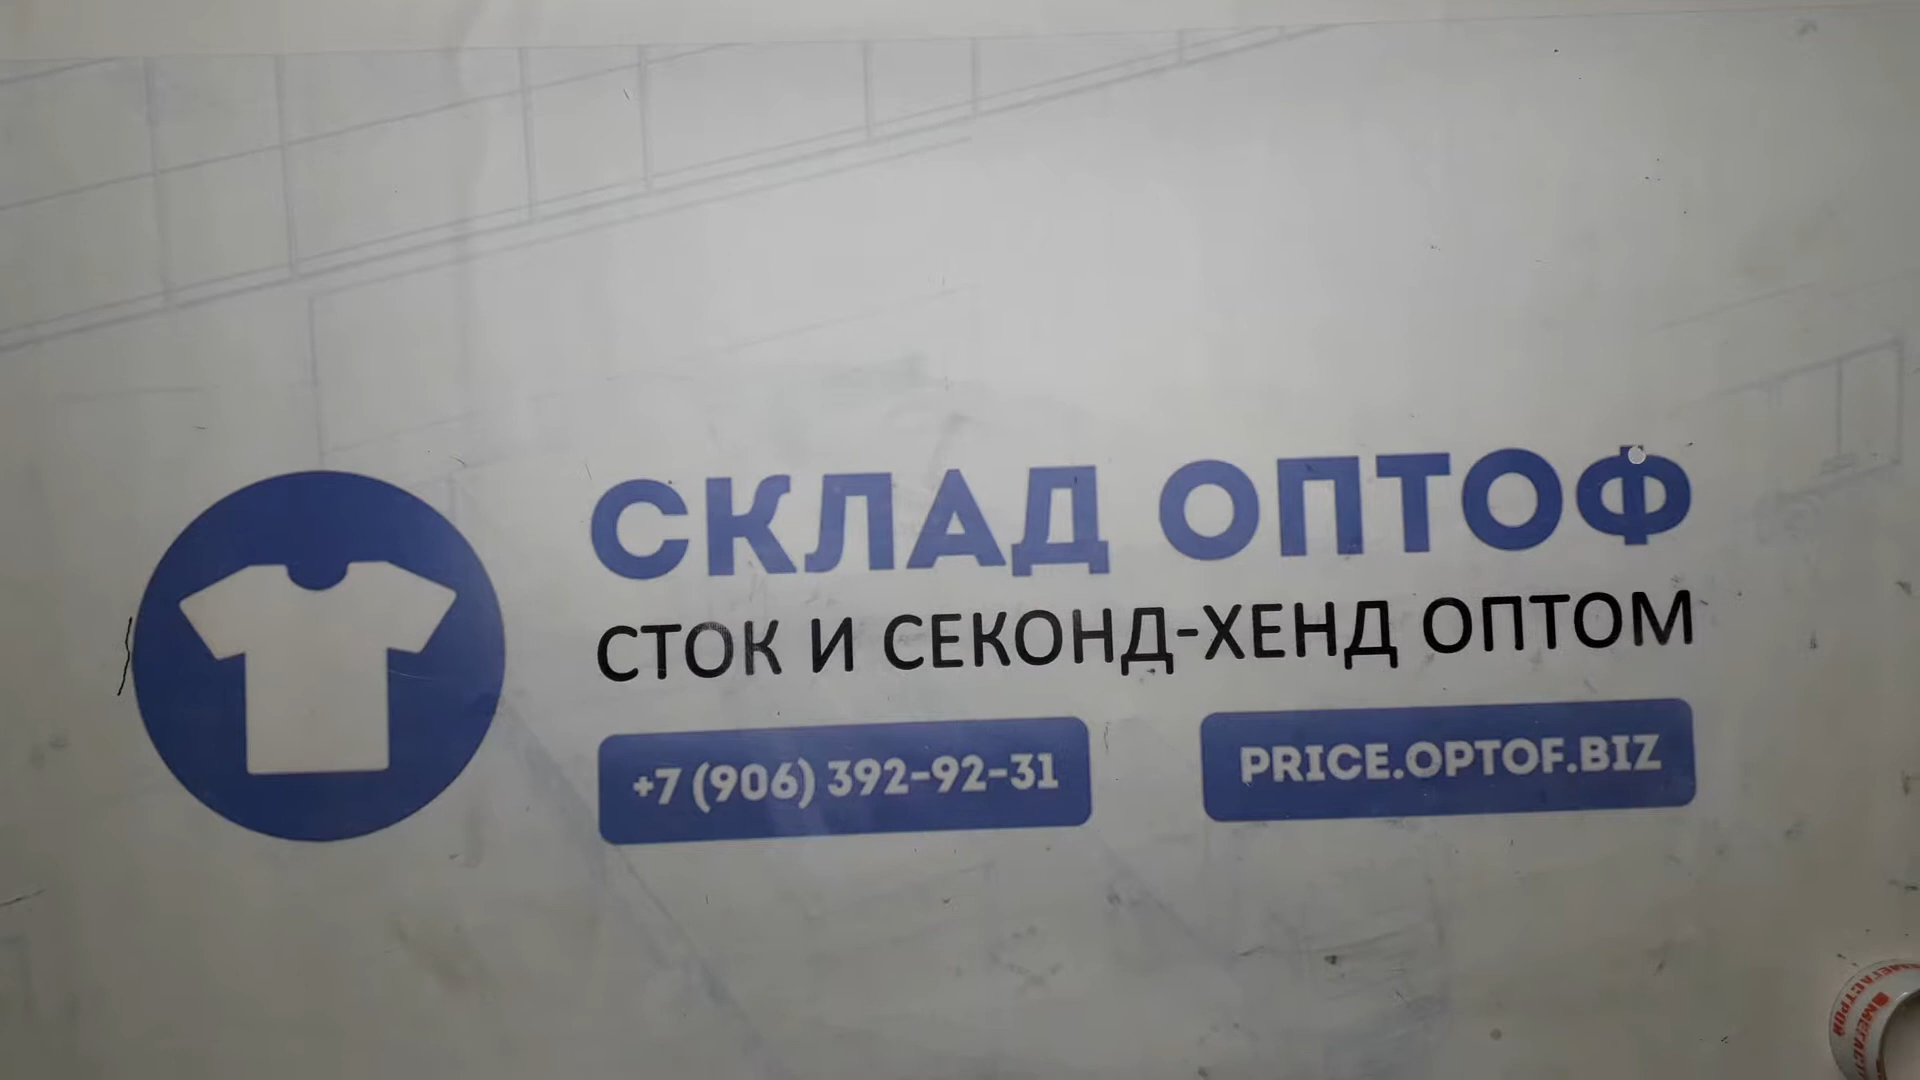 СКЛАД ОПТОФ
СТОК И СЕКОНД-ХЕНД ОПТОМ
+7 (906) 392-92-31
PRICE.OPTOF.BIZ